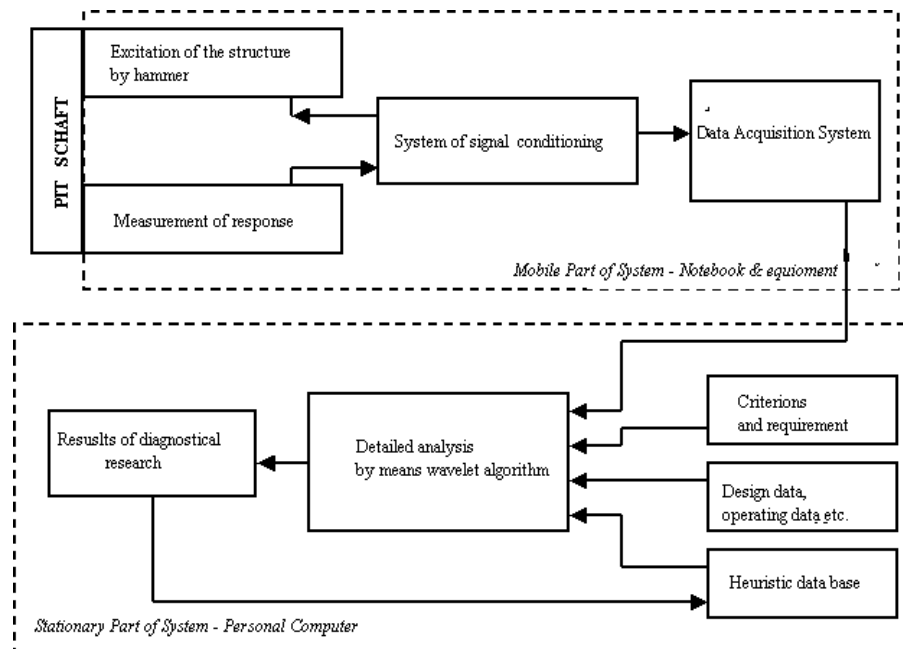 PIT SCHAFT
Excitation of the structure
by hammer
System of signal conditioning
Data Acquisition System
Measurement of response
Mobile Part of System - Notebook & equioment
Criterions
and requirement
Resuslts of diagnostical
research
Detailed analysis
by means wavelet algorithm
Design data,
operating data etc.
Heuristic data base
Stationary Part of System - Personal Computer